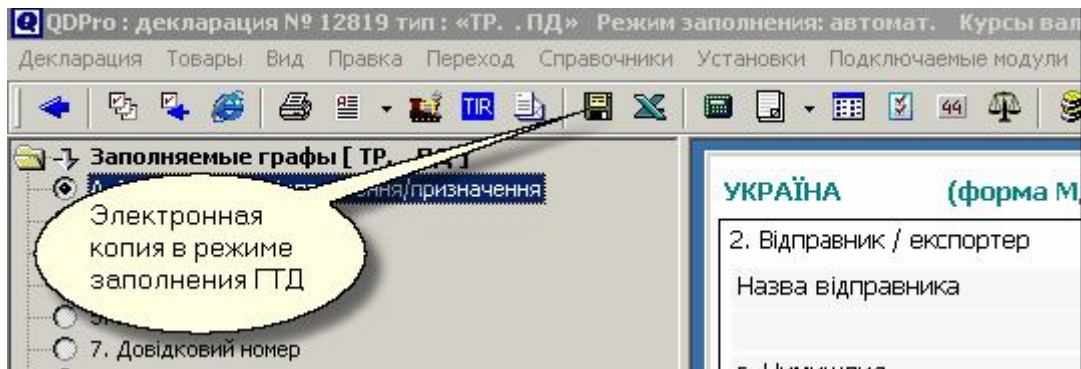 QDPro : декларация № 12819 тип : «ТР. . ПД» Режим заполнения: автомат. Курсы вал
Декларация Товары Вид Правка Переход Справочники Установки Подключаемые модули
TIR 44
Заполняемые графы [ ТР. . ПД ]
/призначення
Электронная
копия в режиме
заполнения ГТД
7. Довідковий номер
УКРАЇНА (форма М
2. Відправник / експортер
Назва відправника